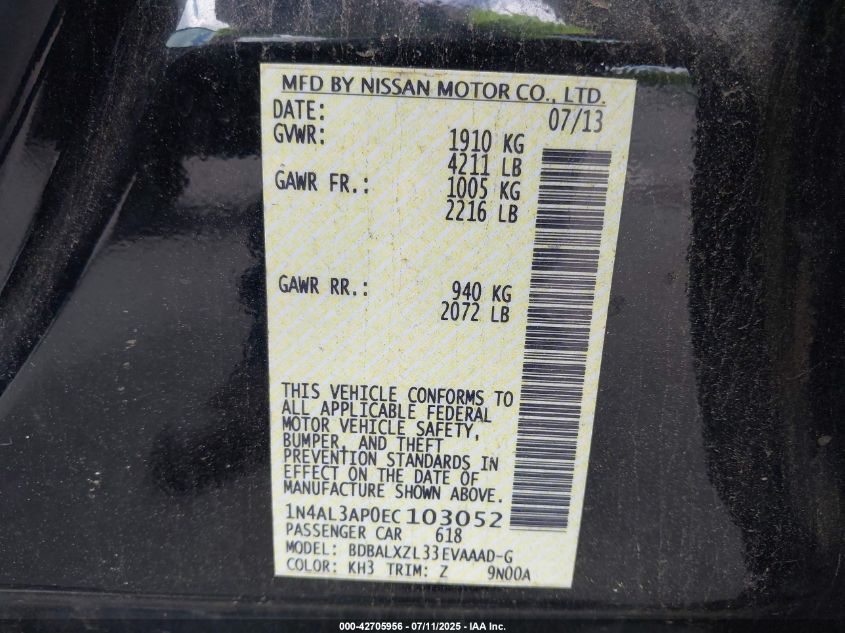 MFD BY NISSAN MOTOR CO., LTD.
DATE: 07/13
GVWR: 1910 KG
4211 LB
GAWR FR.: 1005 KG
2216 LB
GAWR RR.: 940 KG
2072 LB
THIS VEHICLE CONFORMS TO
ALL APPLICABLE FEDERAL
MOTOR VEHICLE SAFETY,
BUMPER, AND THEFT
PREVENTION STANDARDS IN
EFFECT ON THE DATE OF
MANUFACTURE SHOWN ABOVE.
1N4AL3AP0EC103052
PASSENGER CAR 618
MODEL: BDBALXZL33EVAAAD-G
COLOR: KH3 TRIM: Z 9N00A
000-42705956 - 07/11/2025 - IAA Inc.